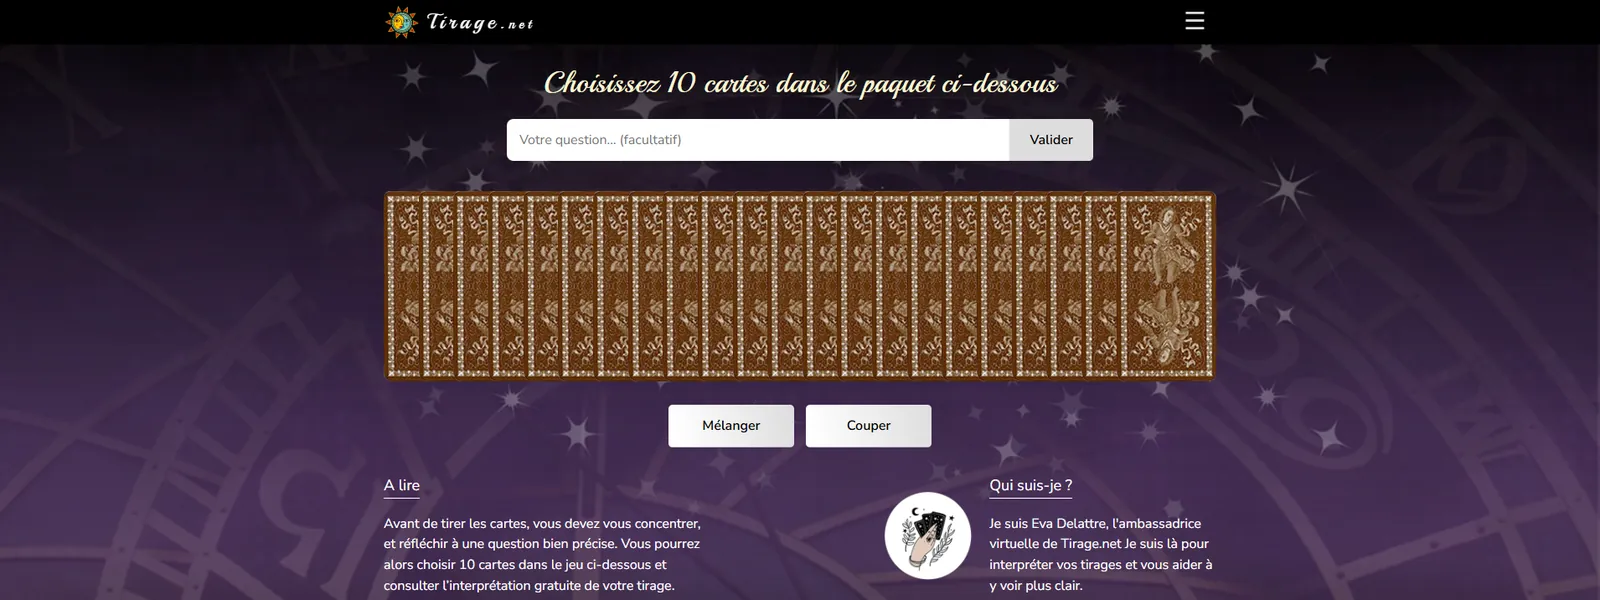 Tirage.net
Choisissez 10 cartes dans le paquet ci-dessous
Votre question... (facultatif)
Valider
Mélanger
Couper
A lire
Avant de tirer les cartes, vous devez vous concentrer,
et réfléchir à une question bien précise. Vous pourrez
alors choisir 10 cartes dans le jeu ci-dessous et
consulter l'interprétation gratuite de votre tirage.
Qui suis-je ?
Je suis Eva Delattre, l'ambassadrice
virtuelle de Tirage.net Je suis là pour
interpréter vos tirages et vous aider à
y voir plus clair.